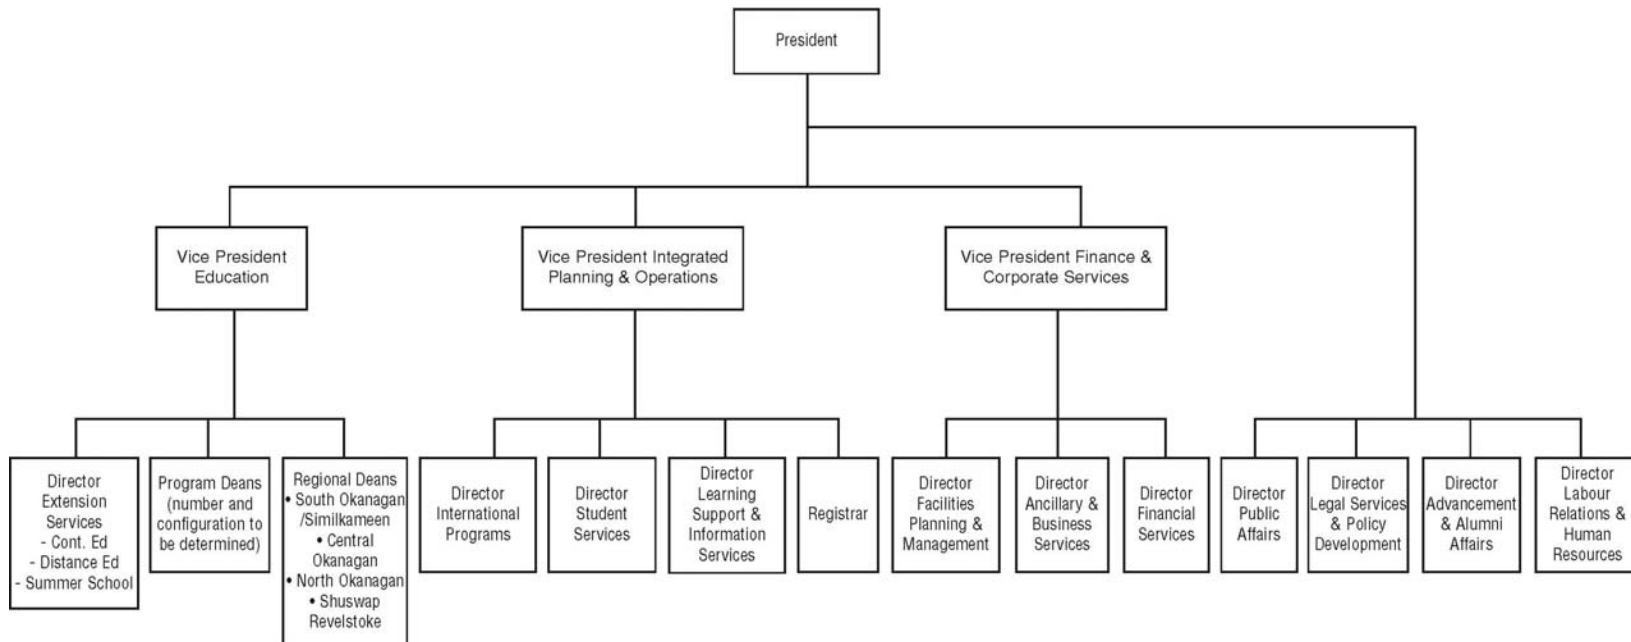 President
Vice President
Education
Vice President Integrated
Planning & Operations
Vice President Finance &
Corporate Services
Director
Extension
Services
- Cont. Ed
- Distance Ed
- Summer School
Program Deans
(number and
configuration to
be determined)
Regional Deans
• South Okanagan
/Similkameen
• Central
Okanagan
• North Okanagan
• Shuswap
Revelstoke
Director
International
Programs
Director
Student
Services
Director
Learning
Support &
Information
Services
Registrar
Director
Facilities
Planning &
Management
Director
Ancillary &
Business
Services
Director
Financial
Services
Director
Public
Affairs
Director
Legal Services
& Policy
Development
Director
Advancement
& Alumni
Affairs
Director
Labour
Relations &
Human
Resources